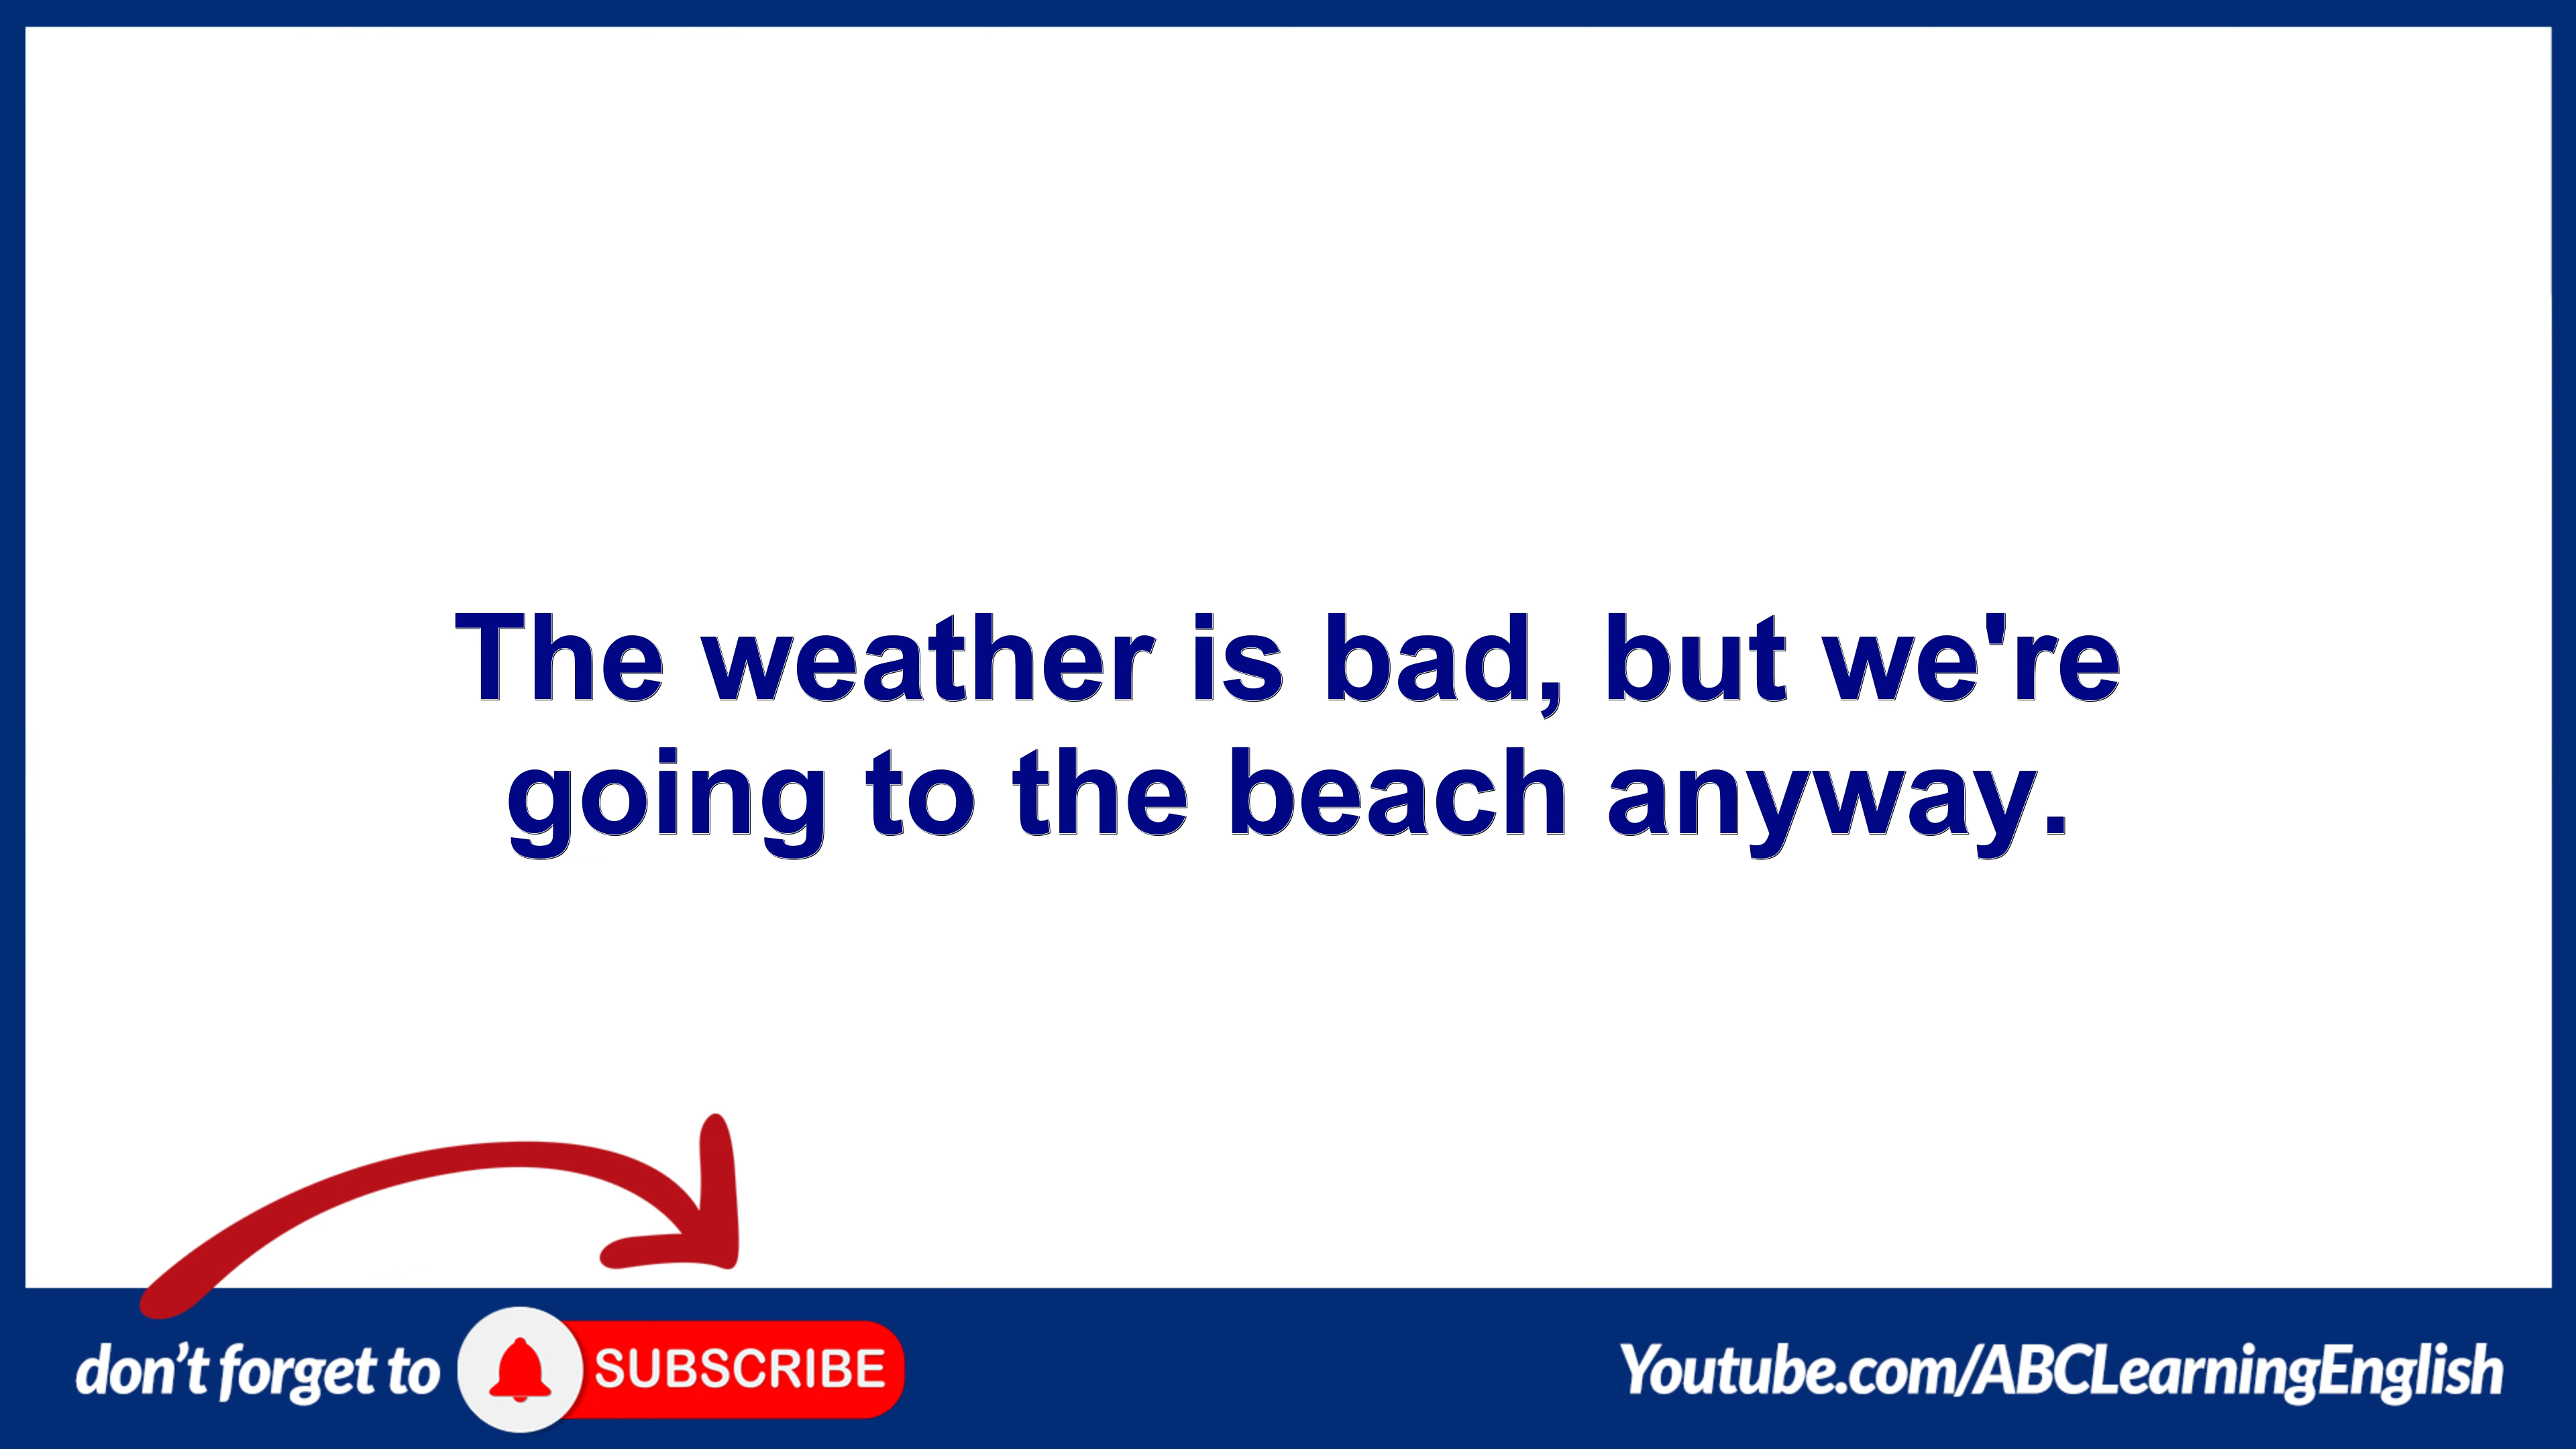 The weather is bad, but we're
going to the beach anyway.
don't forget to SUBSCRIBE
Youtube.com/ABCLearningEnglish